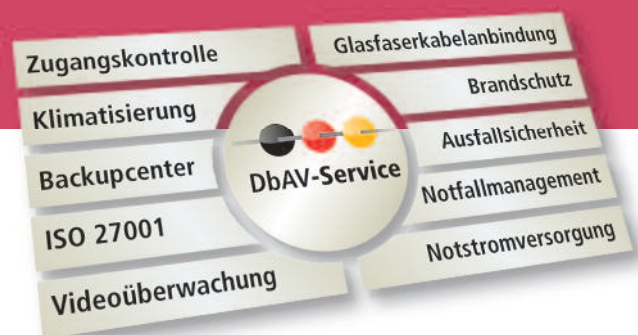 Zugangskontrolle
Klimatisierung
Backupcenter
ISO 27001
Videoüberwachung
DbAV-Service
Glasfaserkabelanbindung
Brandschutz
Ausfallsicherheit
Notfallmanagement
Notstromversorgung